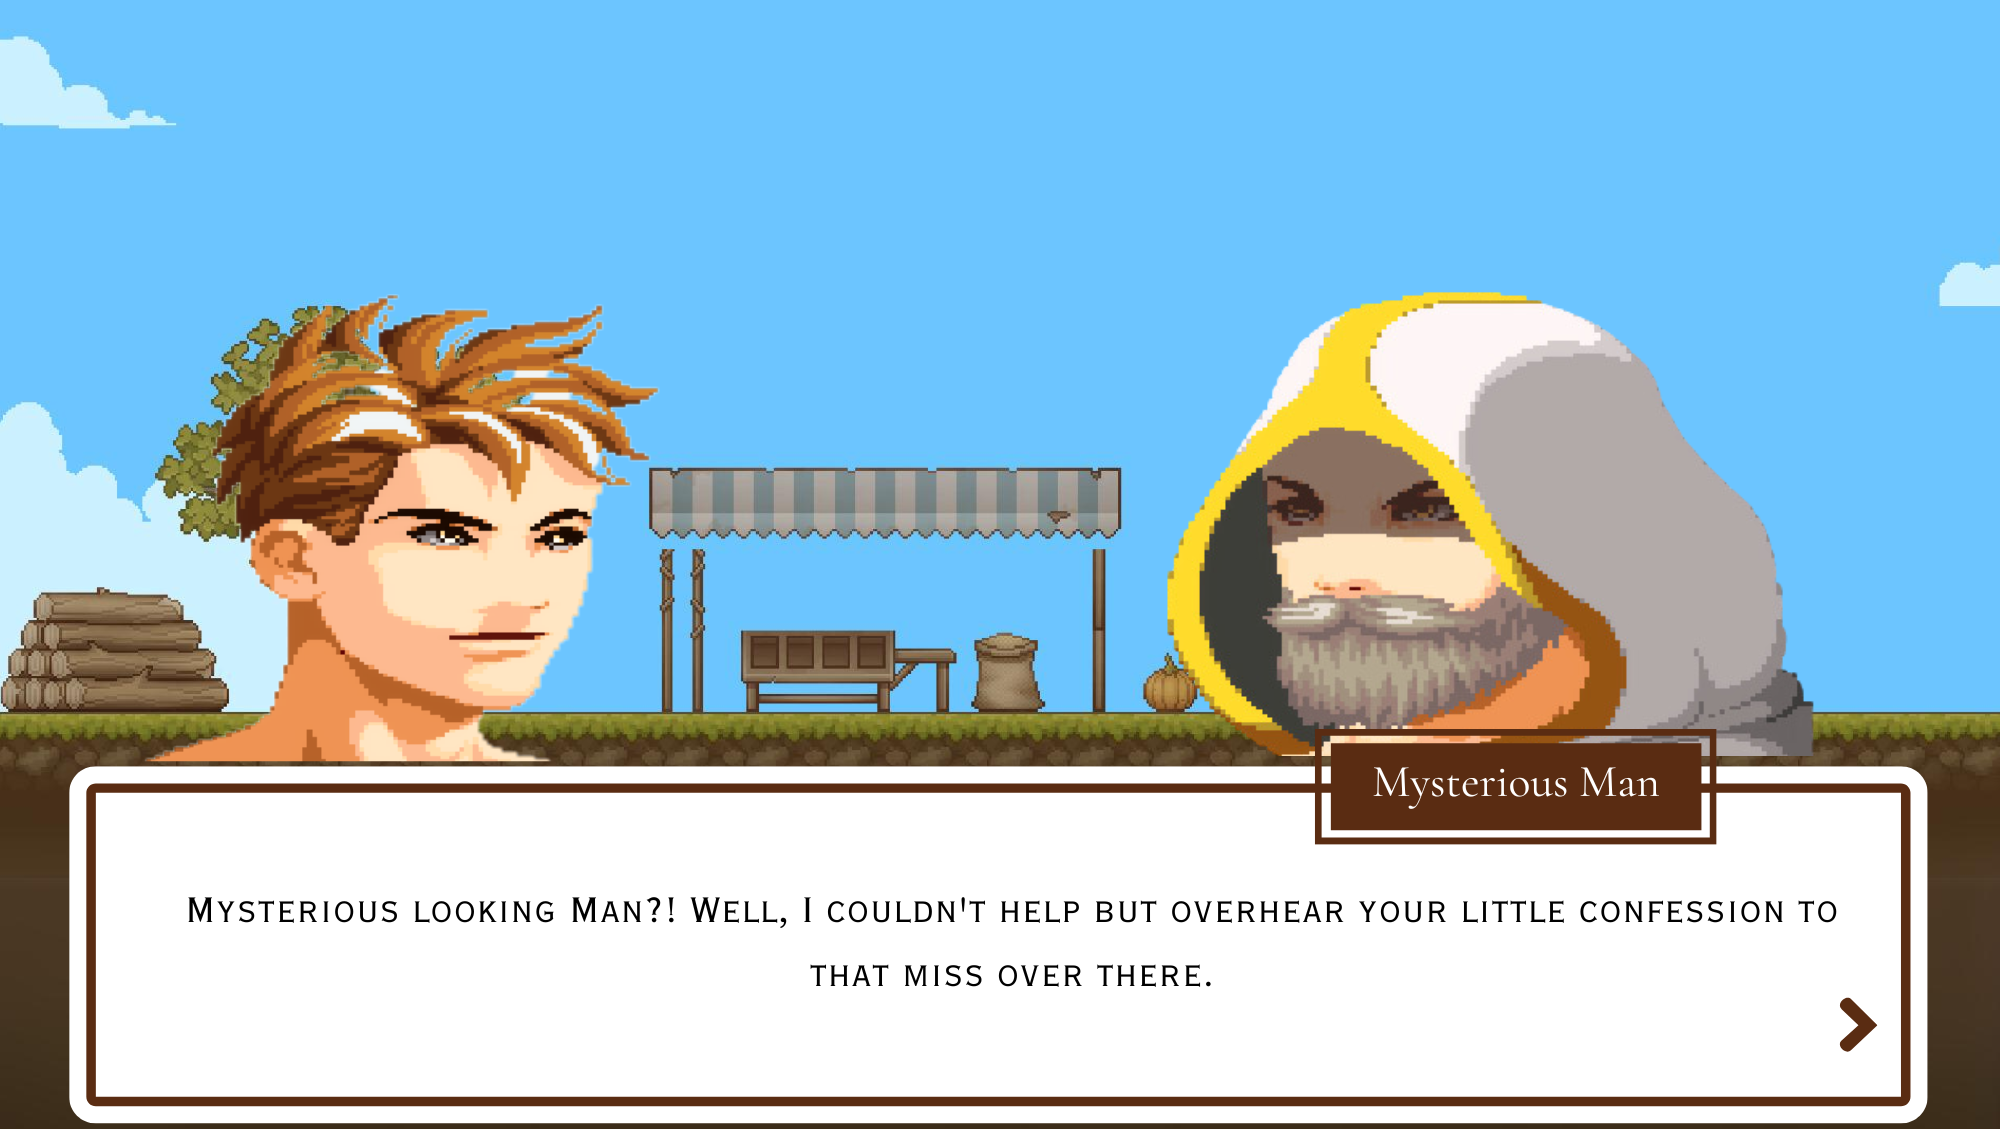 Mysterious Man
Mysterious looking Man?! Well, I couldn't help but overhear your little confession to
that miss over there.